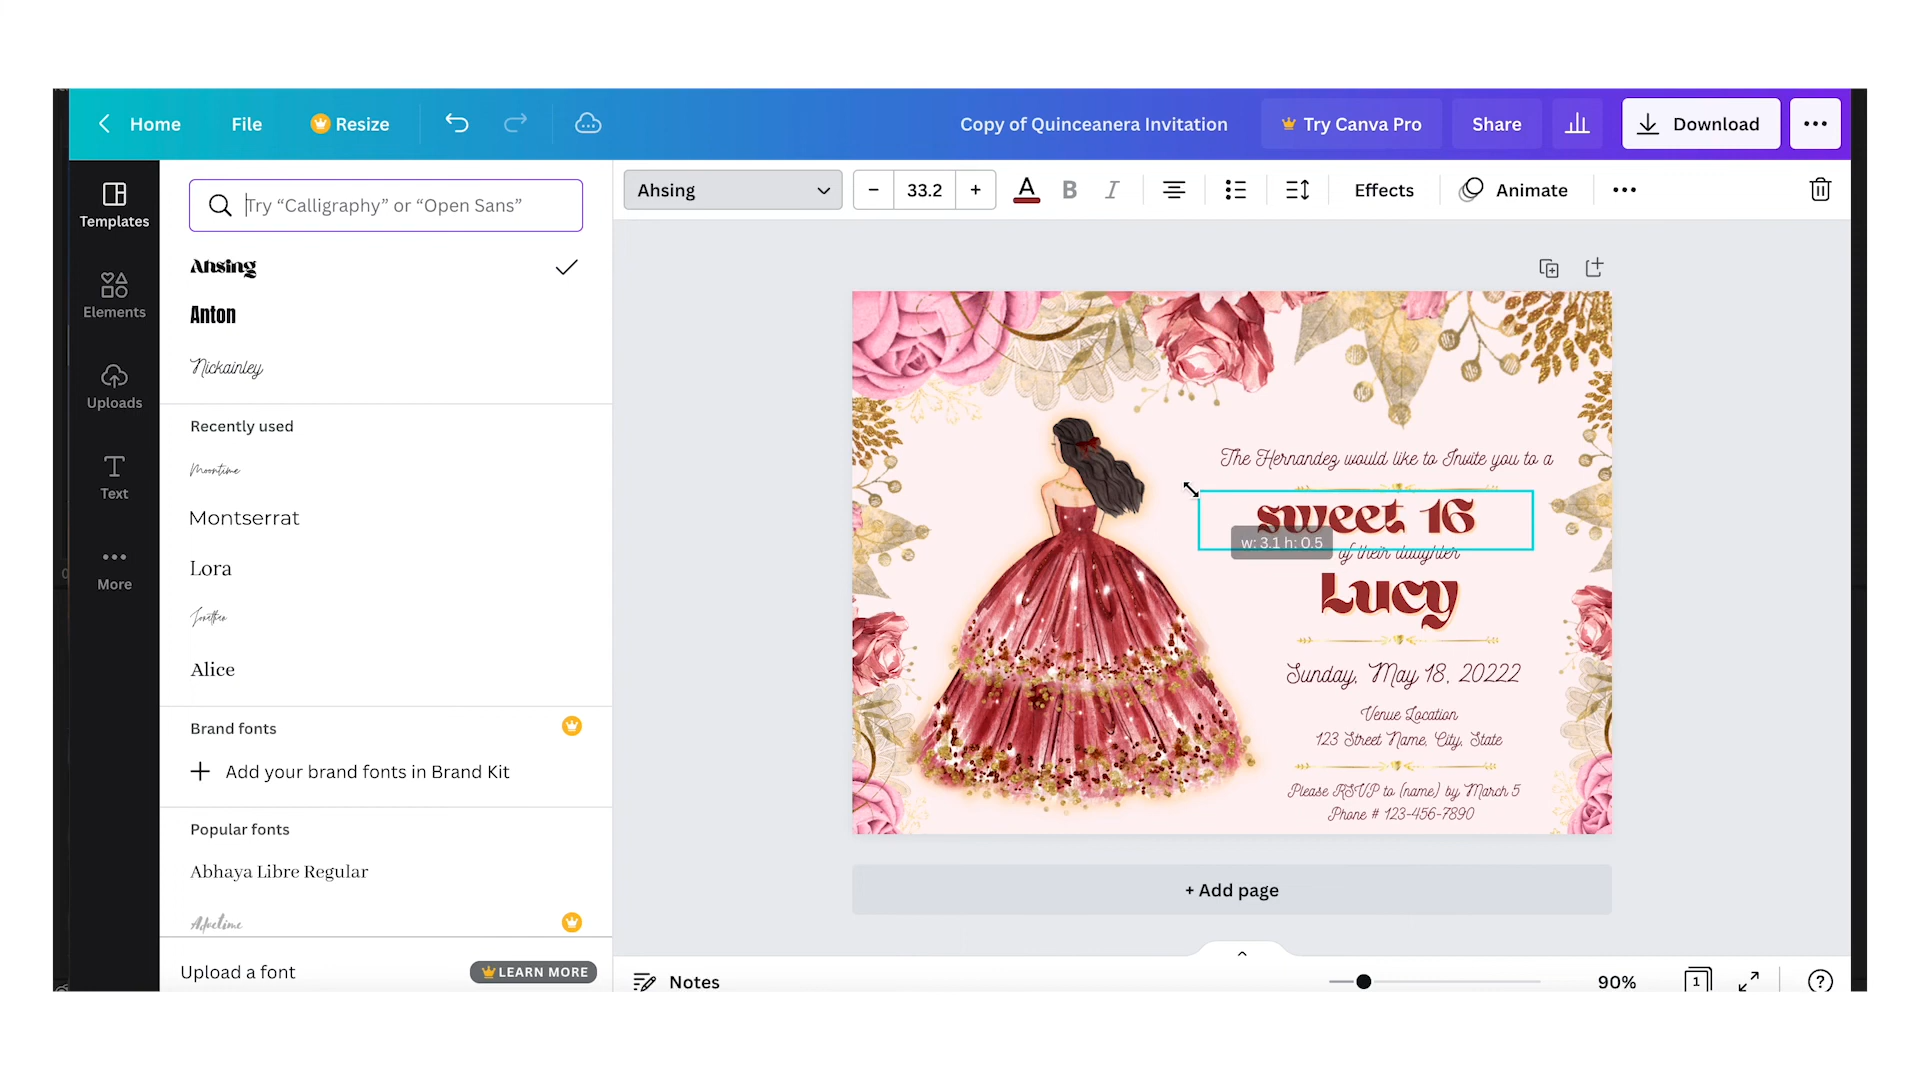 Home File Resize Copy of Quinceanera Invitation Try Canva Pro Share Download
Templates
Elements
Uploads
Text
More
Try “Calligraphy” or “Open Sans”
Ahsing
Anton
Nickainley
Recently used
Moontime
Montserrat
Lora
Jonathan
Alice
Brand fonts
Add your brand fonts in Brand Kit
Popular fonts
Abhaya Libre Regular
Upload a font LEARN MORE
Ahsing − 33.2 + A B I Effects Animate
The Hernandez would like to Invite you to a
sweet 16
w: 3.1 h: 0.5
of their daughter
Lucy
Sunday, May 18, 20222
Venue Location
123 Street Name, City, State
Please RSVP to (name) by March 5
Phone # 123-456-7890
+ Add page
Notes 90% 1 ?